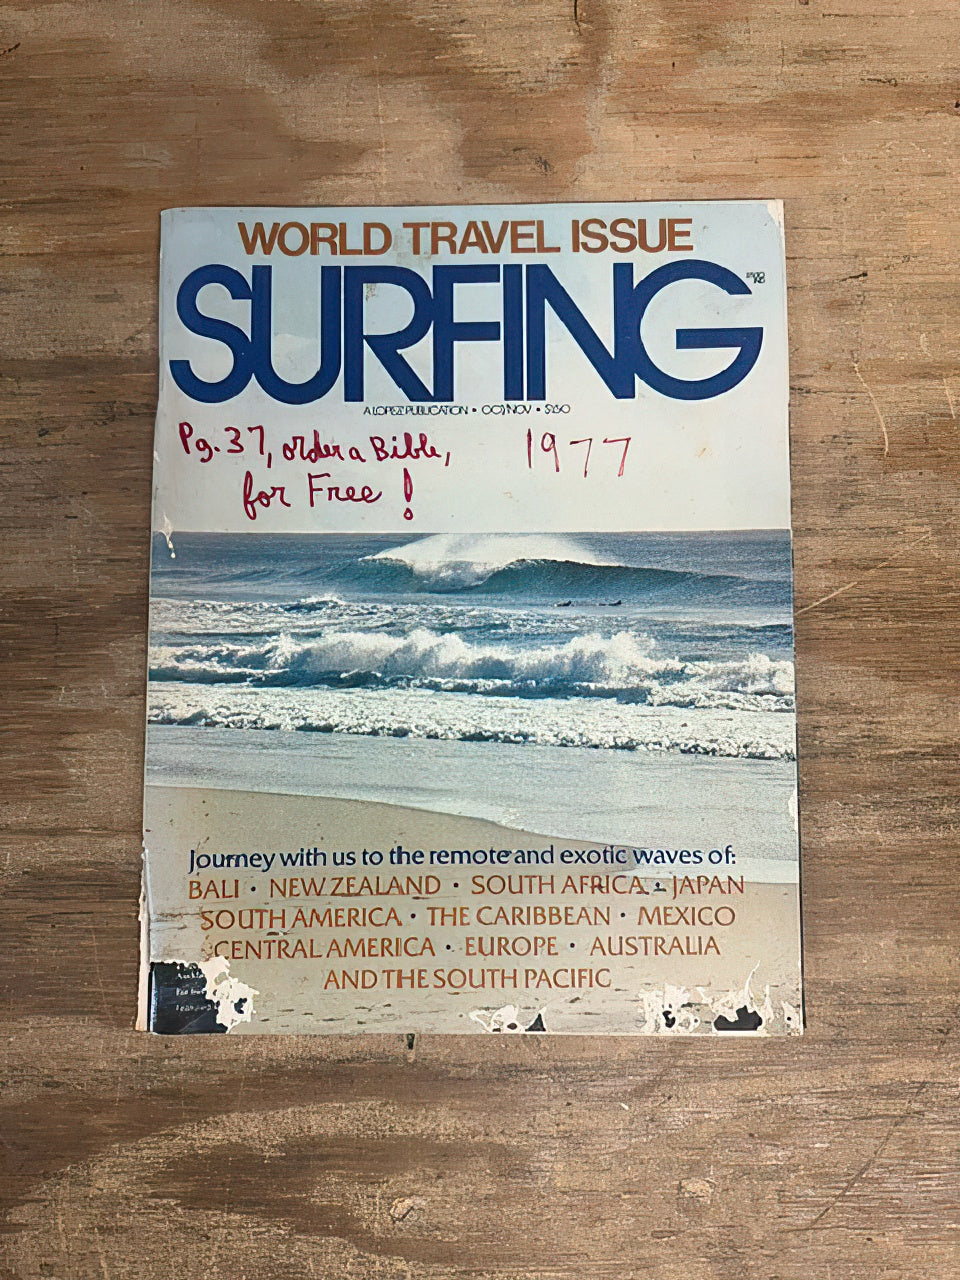 WORLD TRAVEL ISSUE
SURFING
A LOPEZ PUBLICATION • OCT/NOV • $1.50
Pg. 37, order a Bible,
for Free!
1977
Journey with us to the remote and exotic waves of:
BALI • NEW ZEALAND • SOUTH AFRICA • JAPAN
SOUTH AMERICA • THE CARIBBEAN • MEXICO
CENTRAL AMERICA • EUROPE • AUSTRALIA
AND THE SOUTH PACIFIC